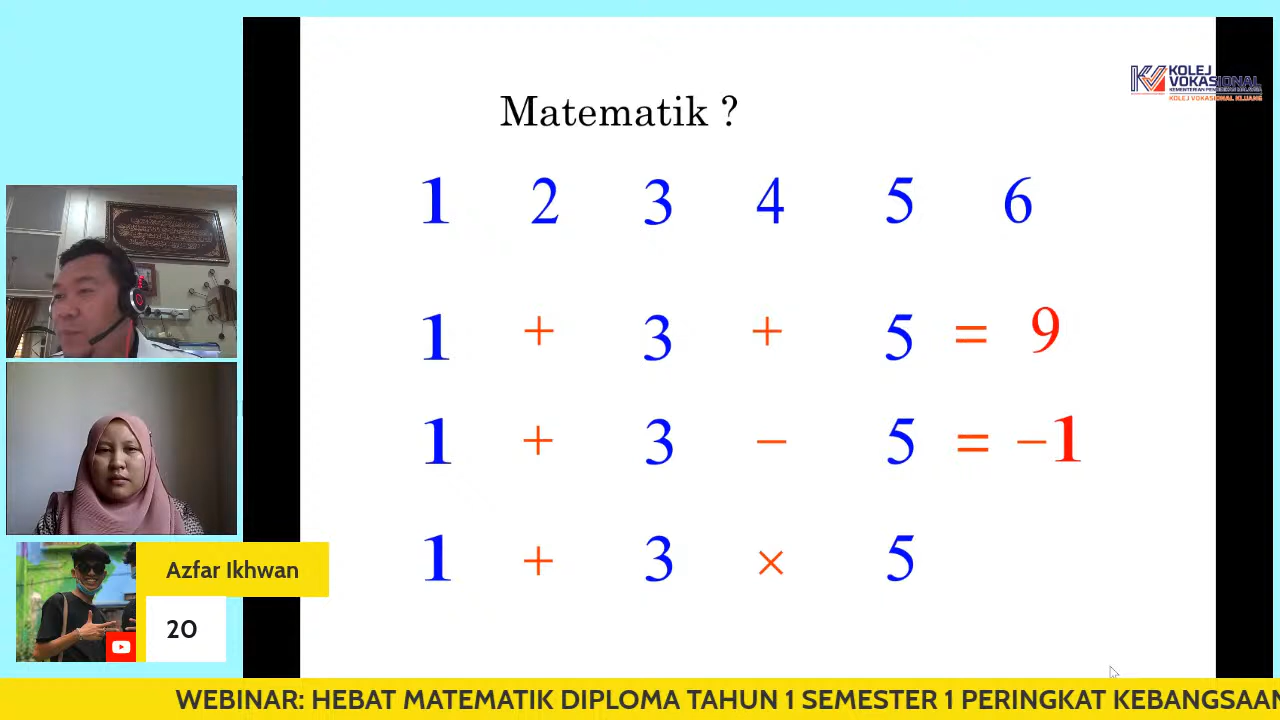 Matematik ?
KOLEJ
VOKASIONAL
KEMENTERIAN PENDIDIKAN MALAYSIA
KOLEJ VOKASIONAL KLUANG
1 2 3 4 5 6
1 + 3 + 5 = 9
1 + 3 − 5 = −1
1 + 3 × 5
Azfar Ikhwan
20
WEBINAR: HEBAT MATEMATIK DIPLOMA TAHUN 1 SEMESTER 1 PERINGKAT KEBANGSAAN